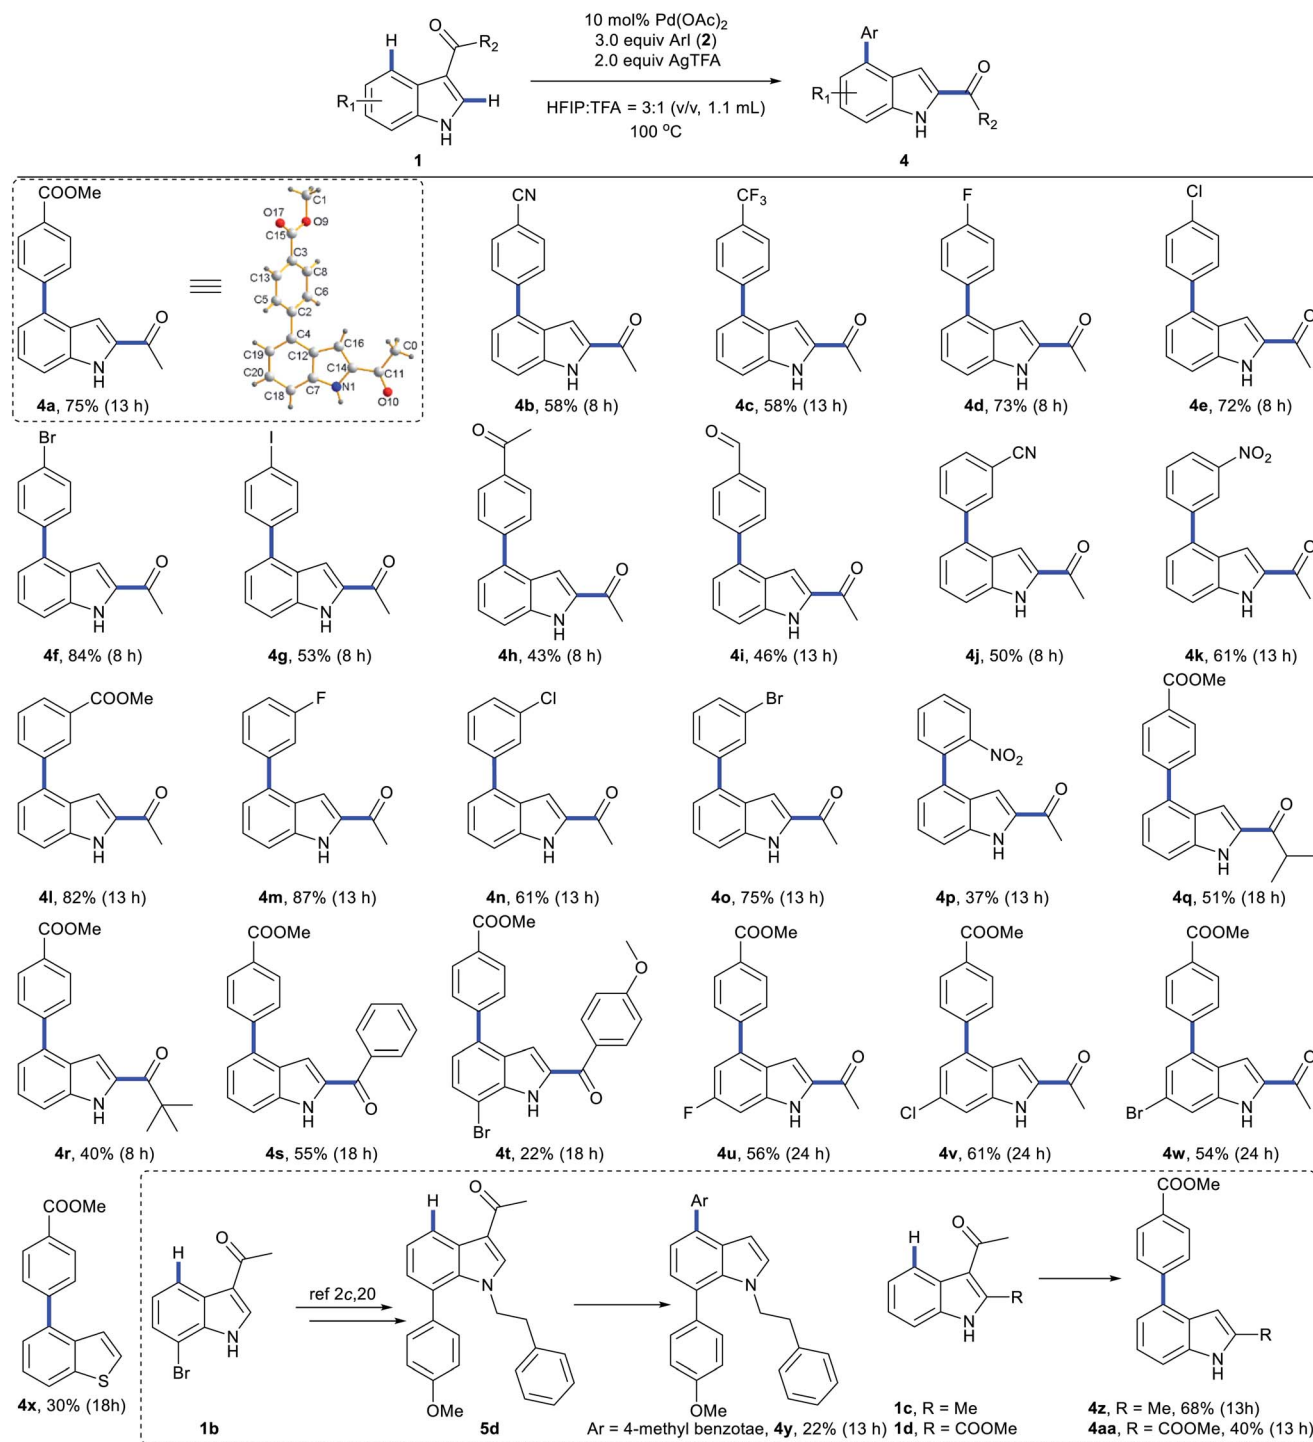 10 mol% Pd(OAc)2
3.0 equiv ArI (2)
2.0 equiv AgTFA
HFIP:TFA = 3:1 (v/v, 1.1 mL)
100 °C
H
O
R2
R1
H
N
H
1
Ar
O
R1
N
H
R2
4
COOMe
O
N
H
4a, 75% (13 h)
C1
O17
O9
C15
C3
C13
C8
C5
C6
C2
C4
C16
C0
C19
C12
C14
C11
C20
C7
N1
C18
O10
CN
O
N
H
4b, 58% (8 h)
CF3
O
N
H
4c, 58% (13 h)
F
O
N
H
4d, 73% (8 h)
Cl
O
N
H
4e, 72% (8 h)
Br
O
N
H
4f, 84% (8 h)
I
O
N
H
4g, 53% (8 h)
O
O
N
H
4h, 43% (8 h)
O
O
N
H
4i, 46% (13 h)
CN
O
N
H
4j, 50% (8 h)
NO2
O
N
H
4k, 61% (13 h)
COOMe
O
N
H
4l, 82% (13 h)
F
O
N
H
4m, 87% (13 h)
Cl
O
N
H
4n, 61% (13 h)
Br
O
N
H
4o, 75% (13 h)
NO2
O
N
H
4p, 37% (13 h)
COOMe
O
N
H
4q, 51% (18 h)
COOMe
O
N
H
4r, 40% (8 h)
COOMe
N
H
O
4s, 55% (18 h)
COOMe
O
N
H
O
Br
4t, 22% (18 h)
COOMe
O
F
N
H
4u, 56% (24 h)
COOMe
O
Cl
N
H
4v, 61% (24 h)
COOMe
O
Br
N
H
4w, 54% (24 h)
COOMe
S
4x, 30% (18h)
O
H
N
H
Br
1b
ref 2c,20
O
H
N
OMe
5d
Ar
N
OMe
Ar = 4-methyl benzotae, 4y, 22% (13 h)
O
H
R
N
H
1c, R = Me
1d, R = COOMe
COOMe
R
N
H
4z, R = Me, 68% (13h)
4aa, R = COOMe, 40% (13 h)